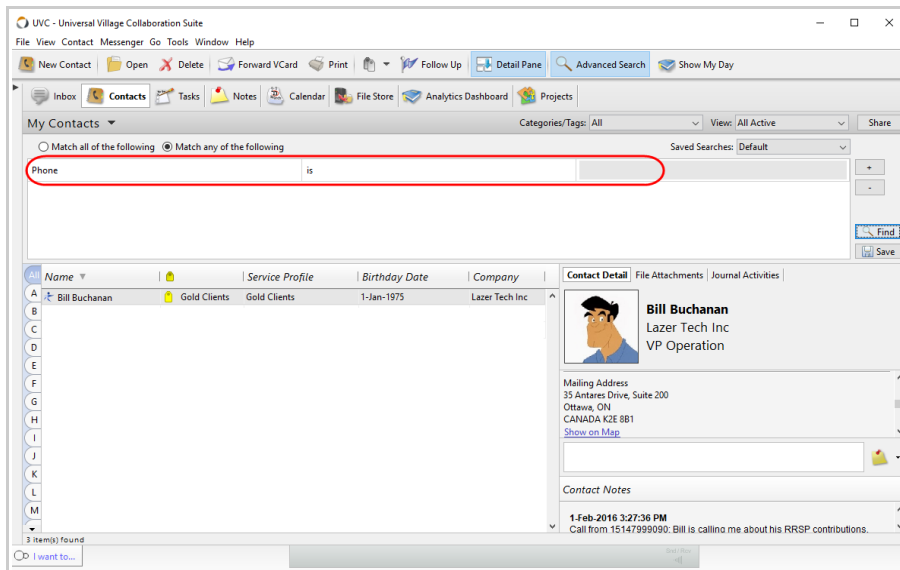 UVC - Universal Village Collaboration Suite
File View Contact Messenger Go Tools Window Help
New Contact Open Delete Forward VCard Print Follow Up Detail Pane Advanced Search Show My Day
Inbox Contacts Tasks Notes Calendar File Store Analytics Dashboard Projects
My Contacts Categories/Tags: All View: All Active Share
Match all of the following Match any of the following Saved Searches: Default
Phone is +
-
Find
Save
All Name Service Profile Birthday Date Company Contact Detail File Attachments Journal Activities
A Bill Buchanan Gold Clients Gold Clients 1-Jan-1975 Lazer Tech Inc
B
C
D
E
F
G
H
I
J
K
L
M
Bill Buchanan
Lazer Tech Inc
VP Operation
Mailing Address
35 Antares Drive, Suite 200
Ottawa, ON
CANADA K2E 8B1
Show on Map
Contact Notes
1-Feb-2016 3:27:36 PM
Call from 15147999090: Bill is calling me about his RRSP contributions.
3 item(s) found
I want to...